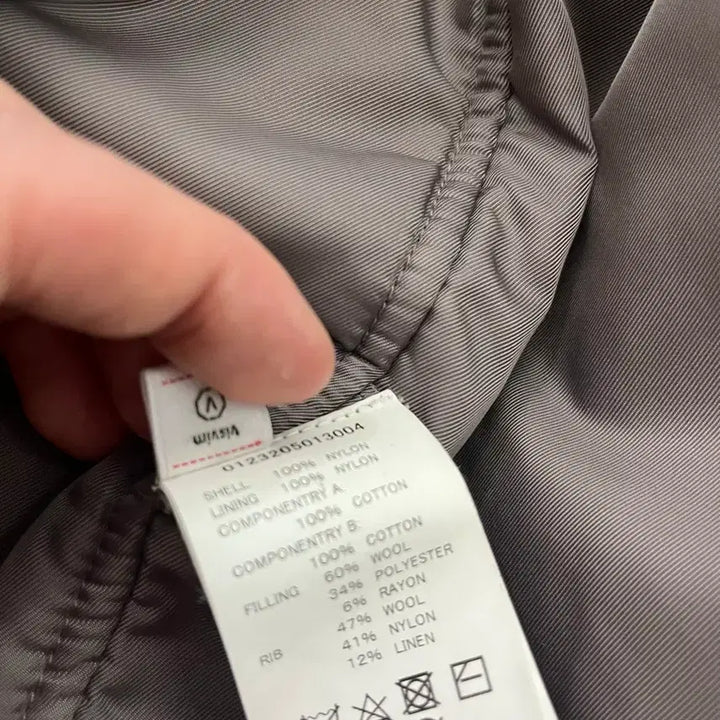 V
visvim
0123205013004
SHELL 100% NYLON
LINING 100% NYLON
COMPONENTRY A:
100% COTTON
COMPONENTRY B:
100% COTTON
FILLING 60% WOOL
34% POLYESTER
6% RAYON
RIB 47% WOOL
41% NYLON
12% LINEN